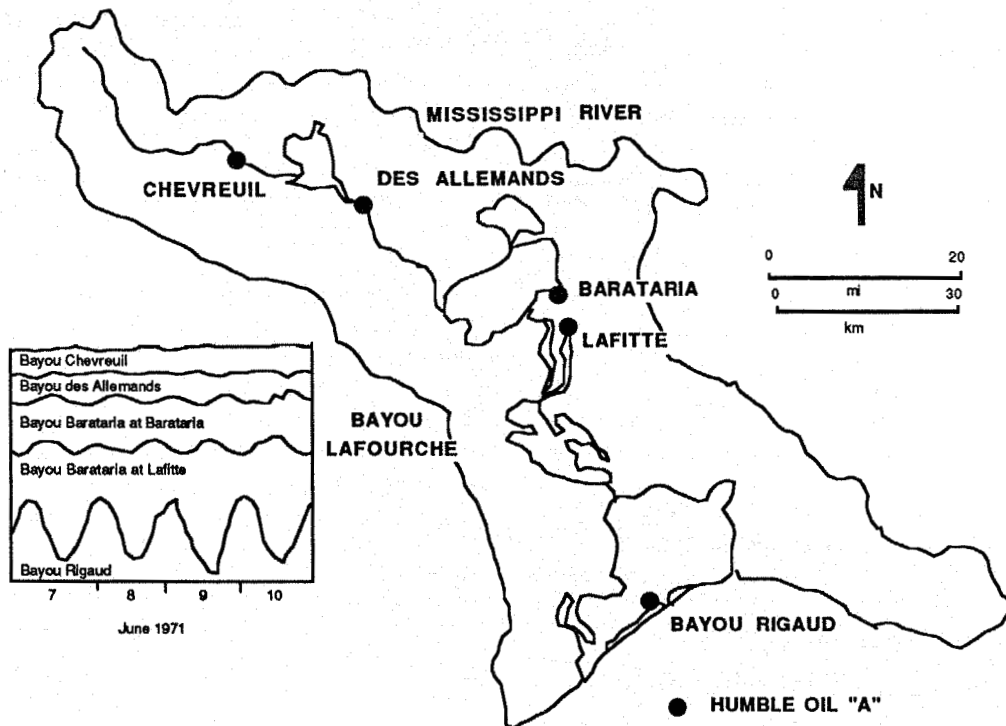 MISSISSIPPI RIVER
CHEVREUIL
DES ALLEMANDS
N
0 20
mi
0 30
km
BARATARIA
LAFITTE
BAYOU
LAFOURCHE
Bayou Chevreuil
Bayou des Allemands
Bayou Barataria at Barataria
Bayou Barataria at Lafitte
Bayou Rigaud
7 8 9 10
June 1971
BAYOU RIGAUD
HUMBLE OIL "A"